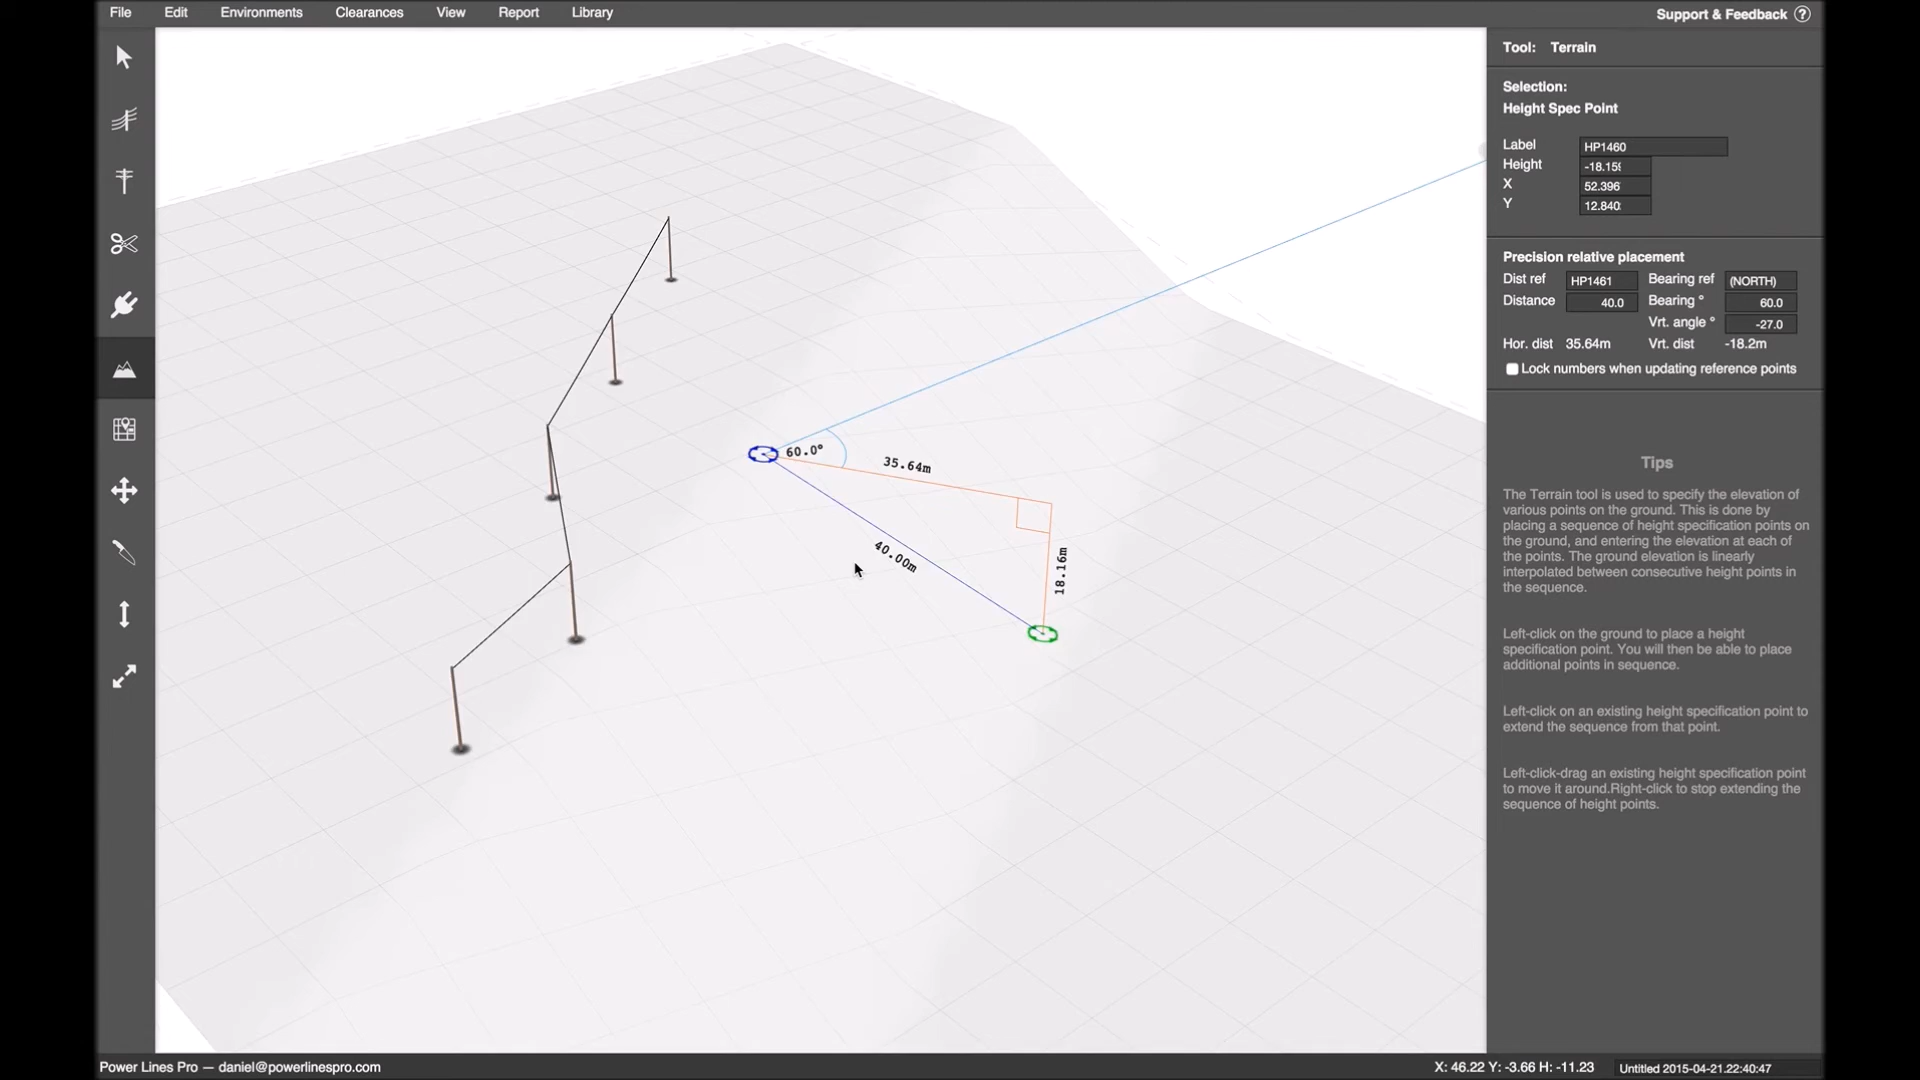 File Edit Environments Clearances View Report Library Support & Feedback ?
Tool: Terrain
Selection:
Height Spec Point
Label HP1460
Height -18.159
X 52.396
Y 12.840
Precision relative placement
Dist ref HP1461 Bearing ref (NORTH)
Distance 40.0 Bearing ° 60.0
Vrt. angle ° -27.0
Hor. dist 35.64m Vrt. dist -18.2m
Lock numbers when updating reference points
60.0°
35.64m
40.00m
18.16m
Tips
The Terrain tool is used to specify the elevation of
various points on the ground. This is done by
placing a sequence of height specification points on
the ground, and entering the elevation at each of
the points. The ground elevation is linearly
interpolated between consecutive height points in
the sequence.
Left-click on the ground to place a height
specification point. You will then be able to place
additional points in sequence.
Left-click on an existing height specification point to
extend the sequence from that point.
Left-click-drag an existing height specification point
to move it around.Right-click to stop extending the
sequence of height points.
Power Lines Pro — daniel@powerlinespro.com X: 46.22 Y: -3.66 H: -11.23 Untitled 2015-04-21.22:40:47